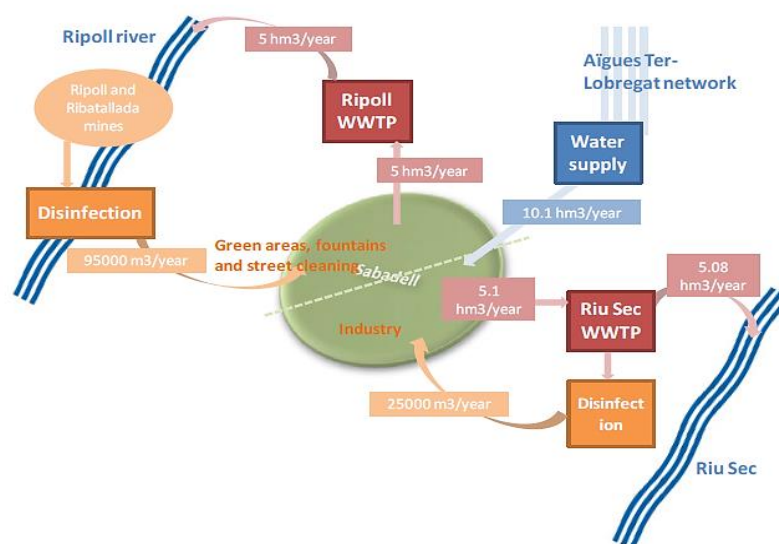 Ripoll river
5 hm3/year
Aïgues Ter-
Lobregat network
Ripoll and
Ribatallada
mines
Ripoll
WWTP
Water
supply
5 hm3/year
Disinfection
10.1 hm3/year
95000 m3/year
Green areas, fountains
and street cleaning
Sabadell
5.1
hm3/year
5.08
hm3/year
Riu Sec
WWTP
Industry
25000 m3/year
Disinfect
ion
Riu Sec